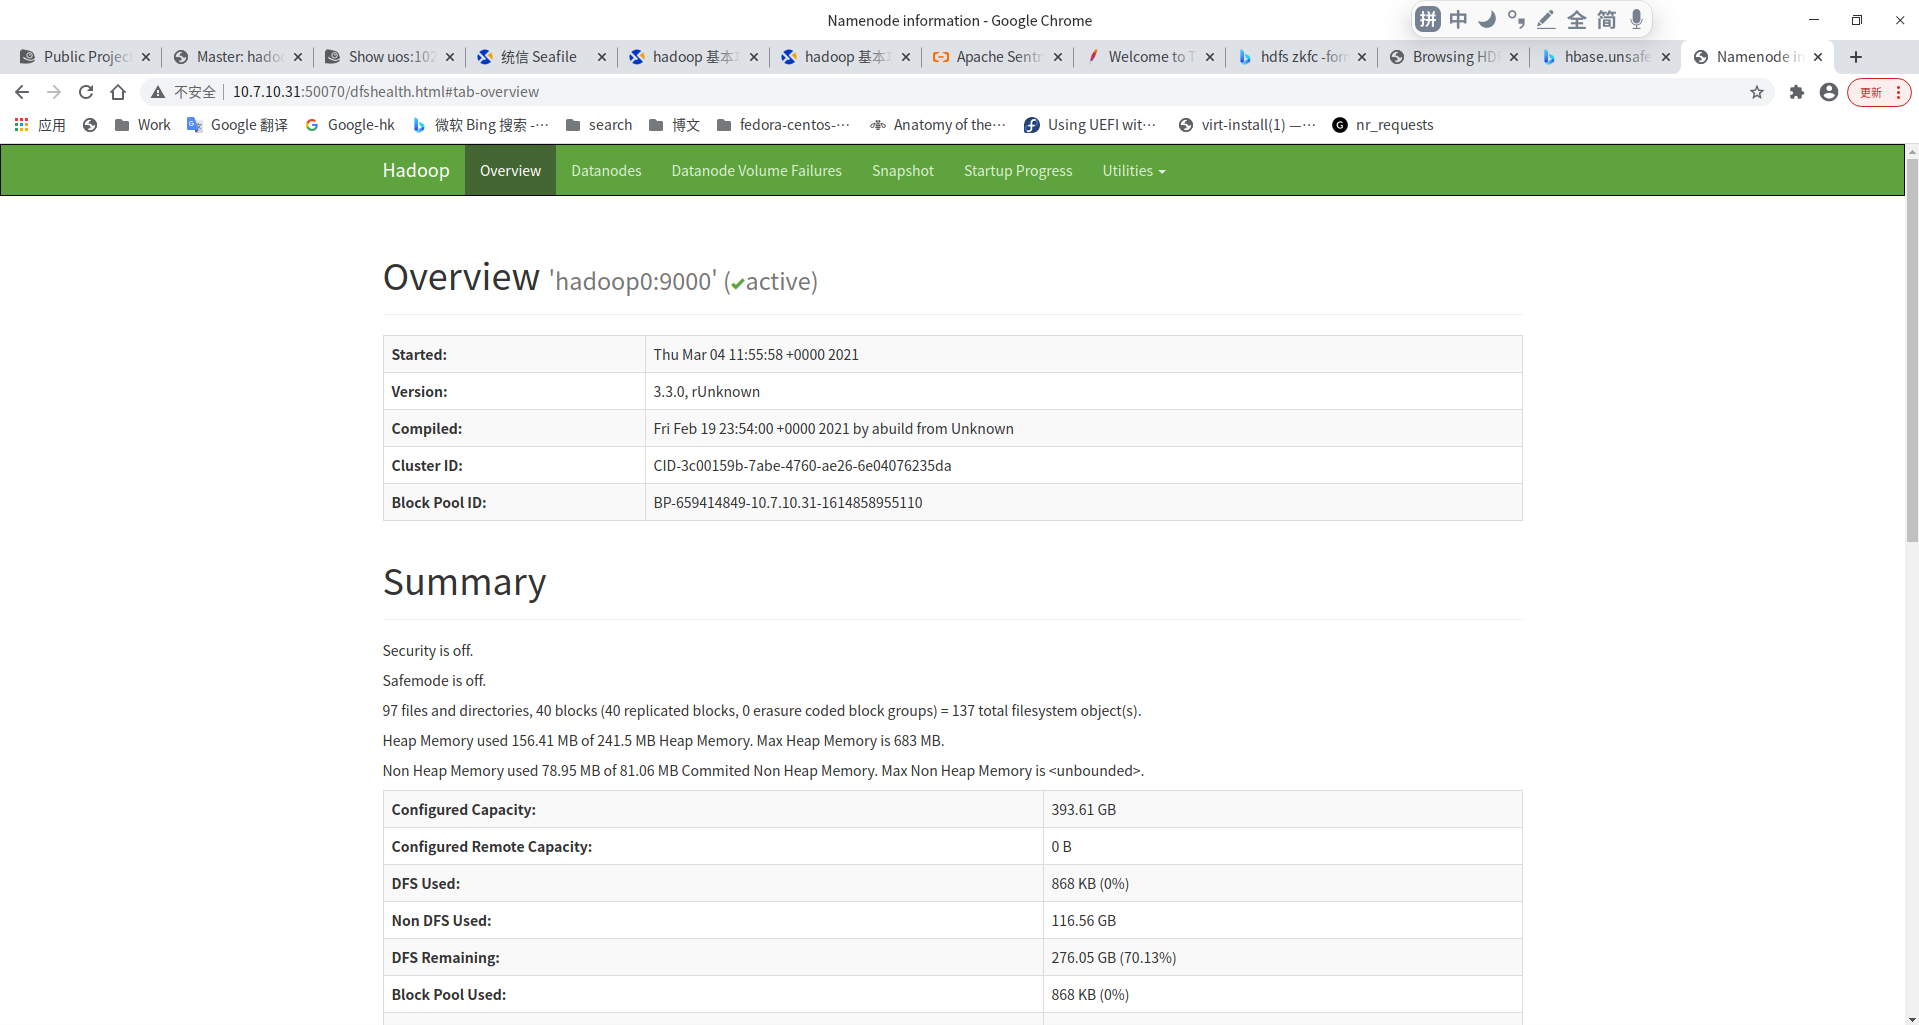 Namenode information - Google Chrome
拼 中 全 简
Public Projec Master: hado Show uos:102 统信 Seafile hadoop 基本 hadoop 基本 Apache Sent Welcome to T hdfs zkfc -for Browsing HD hbase.unsafe Namenode in
不安全 10.7.10.31:50070/dfshealth.html#tab-overview 更新
应用 Work Google 翻译 Google-hk 微软 Bing 搜索 -··· search 博文 fedora-centos-··· Anatomy of the··· Using UEFI wit··· virt-install(1) —··· nr_requests
Hadoop Overview Datanodes Datanode Volume Failures Snapshot Startup Progress Utilities
Overview 'hadoop0:9000' (✔active)
Started: Thu Mar 04 11:55:58 +0000 2021
Version: 3.3.0, rUnknown
Compiled: Fri Feb 19 23:54:00 +0000 2021 by abuild from Unknown
Cluster ID: CID-3c00159b-7abe-4760-ae26-6e04076235da
Block Pool ID: BP-659414849-10.7.10.31-1614858955110
Summary
Security is off.
Safemode is off.
97 files and directories, 40 blocks (40 replicated blocks, 0 erasure coded block groups) = 137 total filesystem object(s).
Heap Memory used 156.41 MB of 241.5 MB Heap Memory. Max Heap Memory is 683 MB.
Non Heap Memory used 78.95 MB of 81.06 MB Commited Non Heap Memory. Max Non Heap Memory is <unbounded>.
Configured Capacity: 393.61 GB
Configured Remote Capacity: 0 B
DFS Used: 868 KB (0%)
Non DFS Used: 116.56 GB
DFS Remaining: 276.05 GB (70.13%)
Block Pool Used: 868 KB (0%)